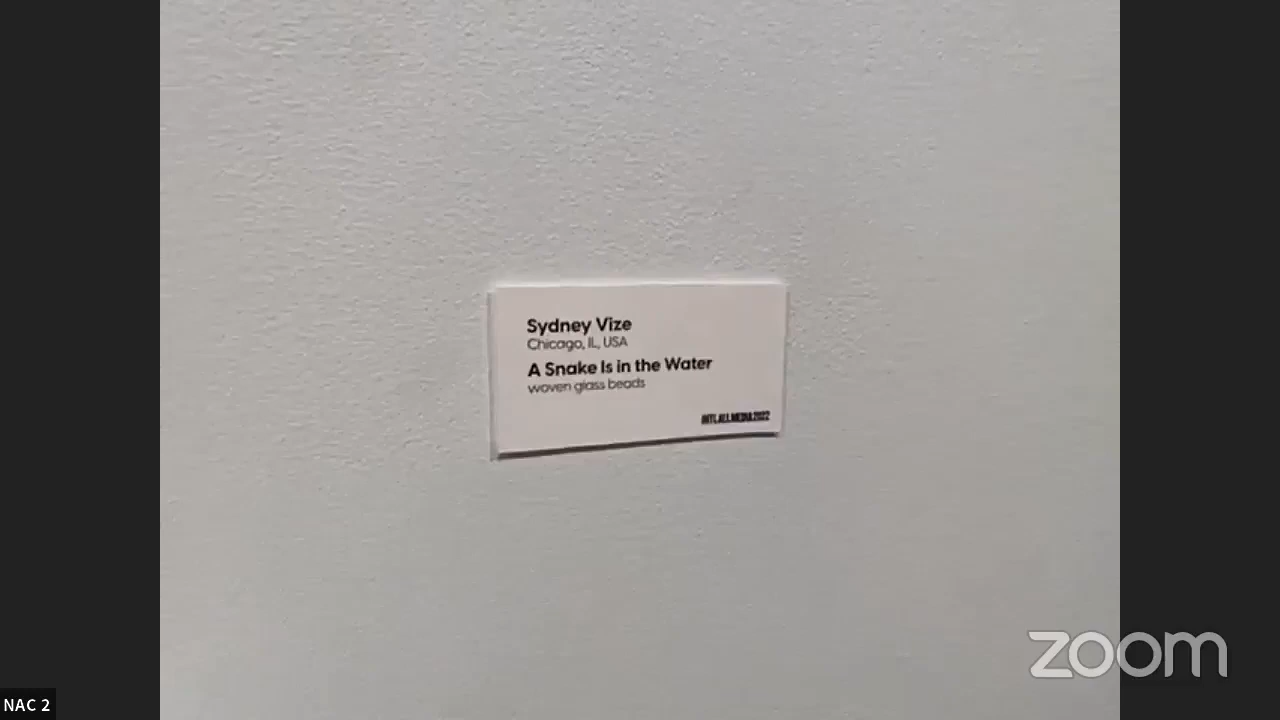 Sydney Vize
Chicago, IL, USA
A Snake Is in the Water
woven glass beads
INTLALLMEDIA2022
NAC 2
zoom